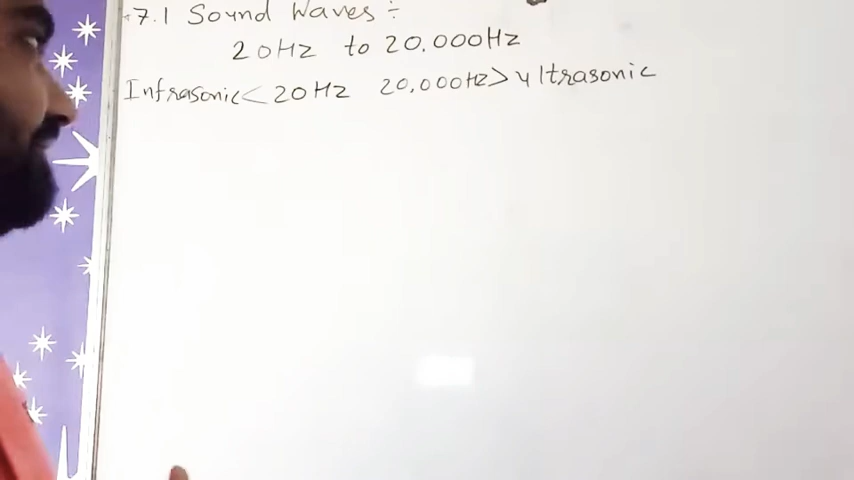 7.1 Sound Waves ÷
20Hz to 20.000Hz
Infrasonic < 20Hz 20,000Hz > ultrasonic